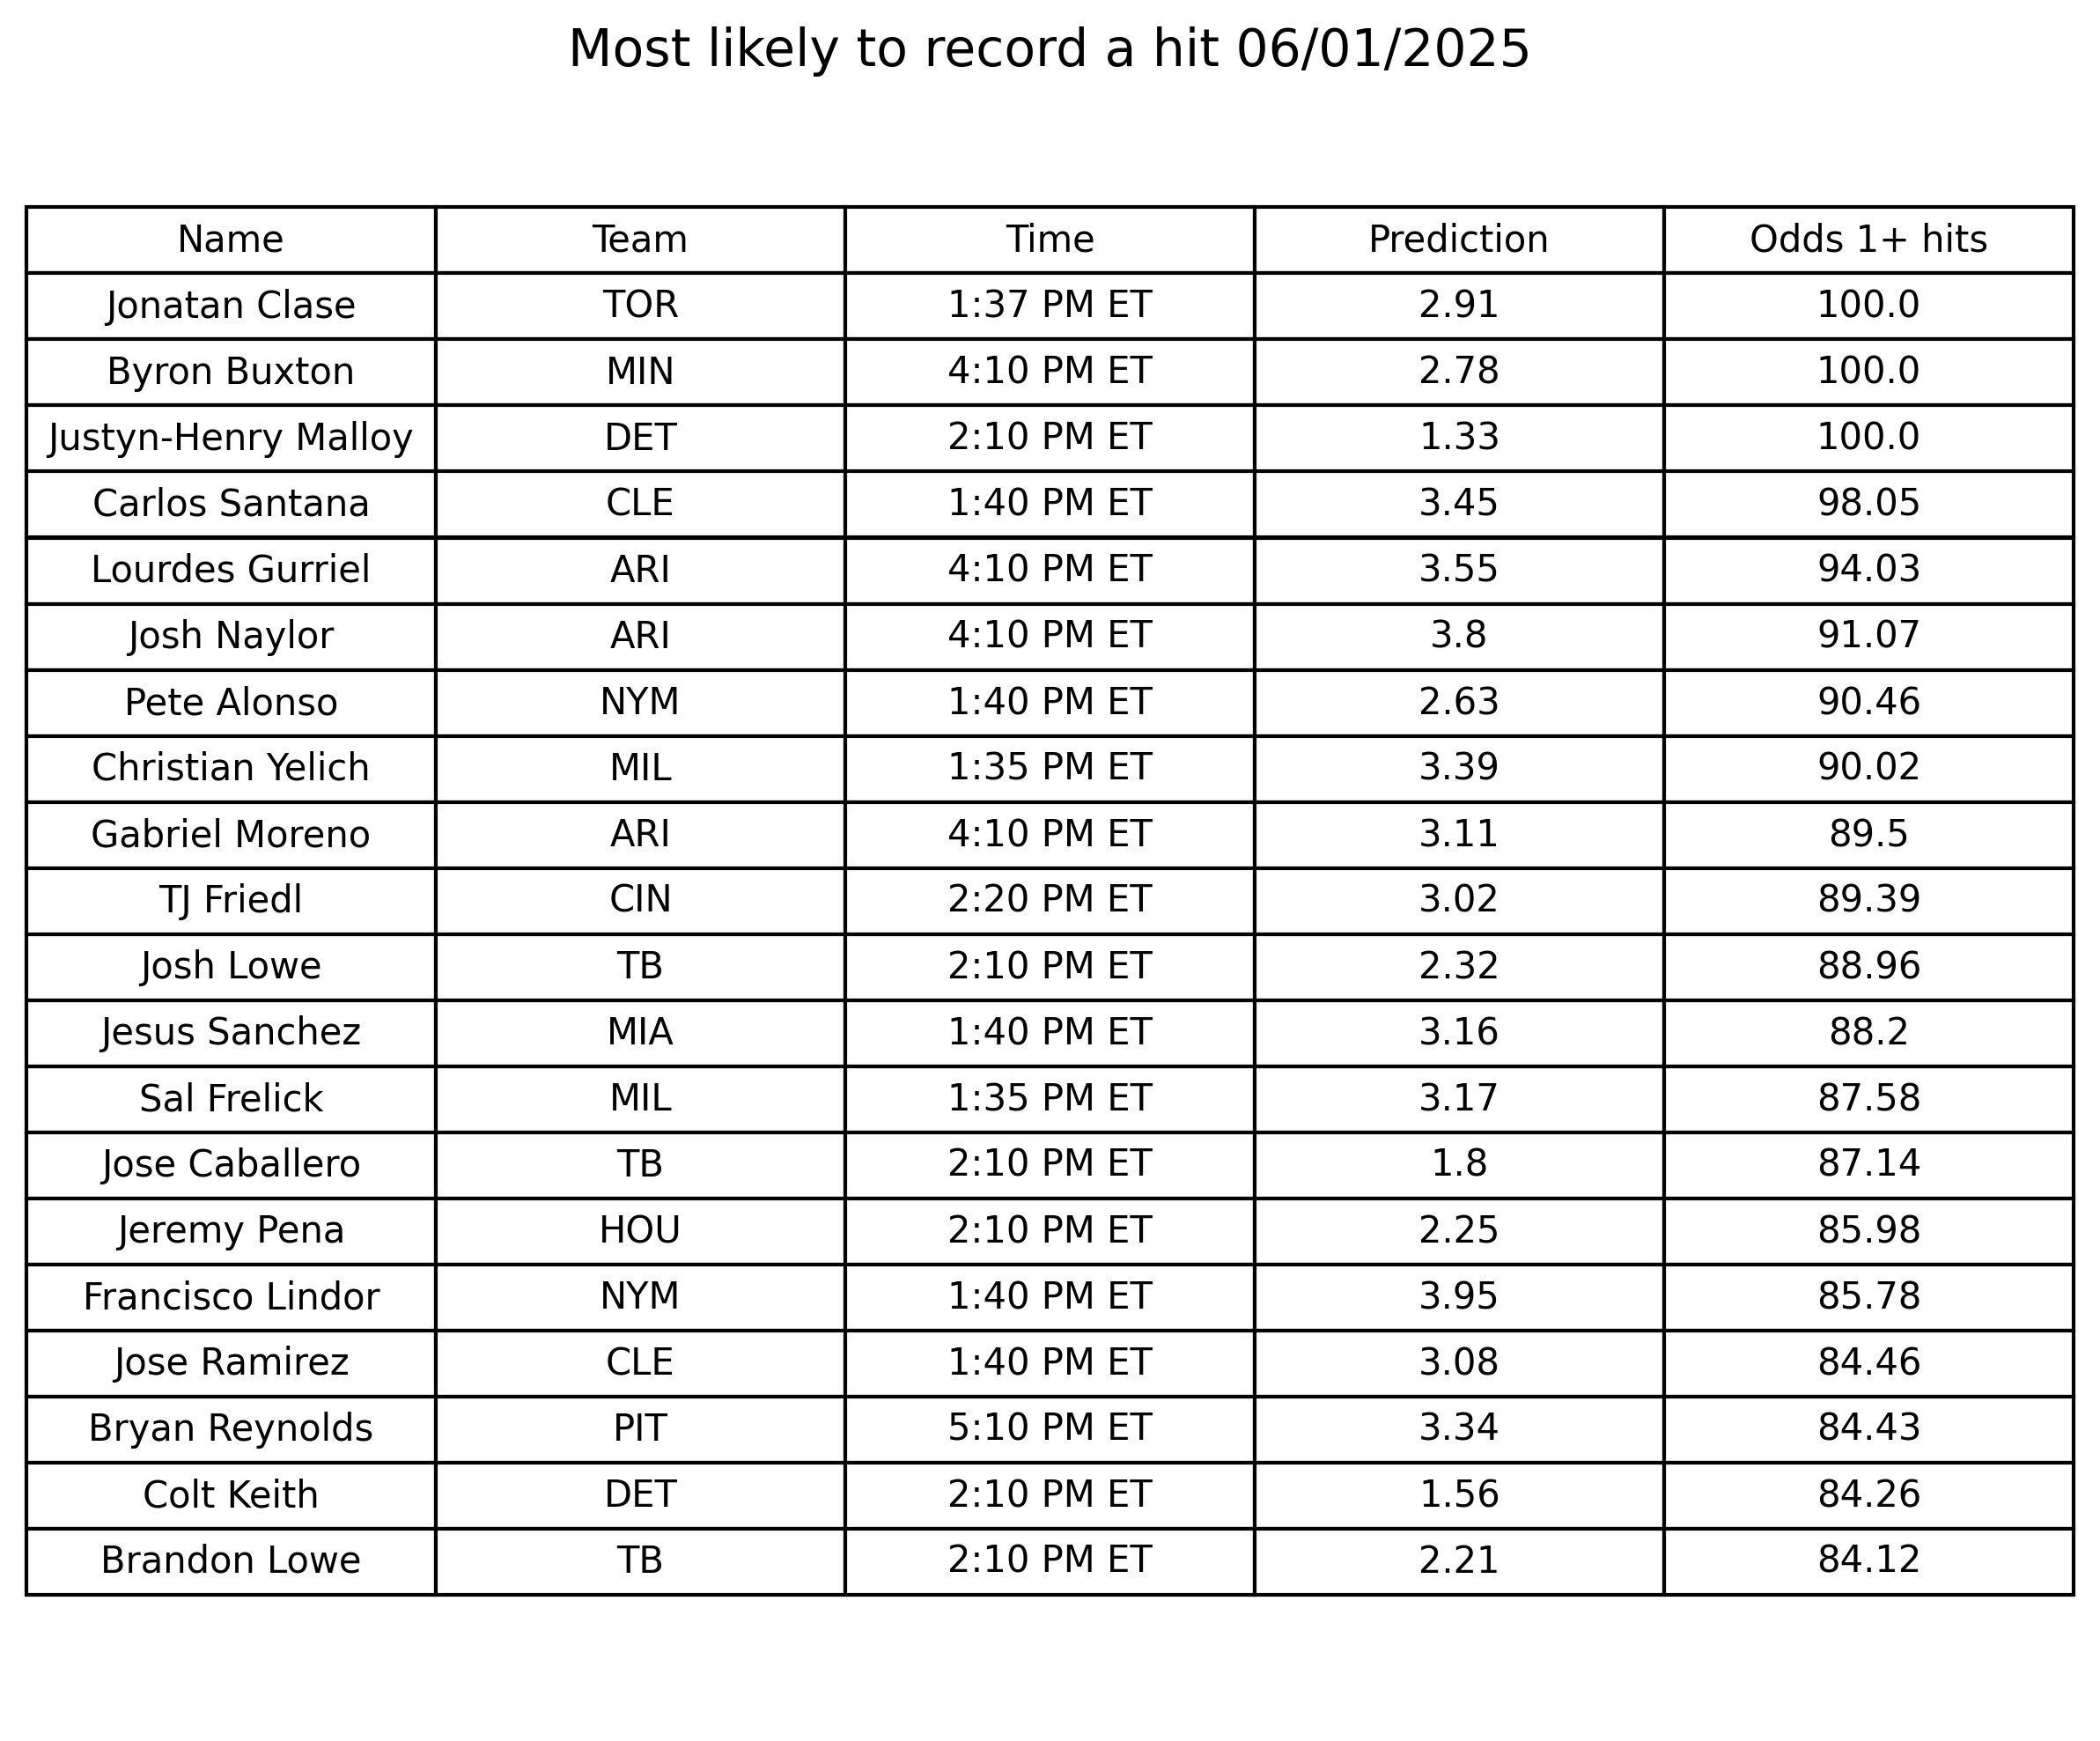 Most likely to record a hit 06/01/2025
Name Team Time Prediction Odds 1+ hits
Jonatan Clase TOR 1:37 PM ET 2.91 100.0
Byron Buxton MIN 4:10 PM ET 2.78 100.0
Justyn-Henry Malloy DET 2:10 PM ET 1.33 100.0
Carlos Santana CLE 1:40 PM ET 3.45 98.05
Lourdes Gurriel ARI 4:10 PM ET 3.55 94.03
Josh Naylor ARI 4:10 PM ET 3.8 91.07
Pete Alonso NYM 1:40 PM ET 2.63 90.46
Christian Yelich MIL 1:35 PM ET 3.39 90.02
Gabriel Moreno ARI 4:10 PM ET 3.11 89.5
TJ Friedl CIN 2:20 PM ET 3.02 89.39
Josh Lowe TB 2:10 PM ET 2.32 88.96
Jesus Sanchez MIA 1:40 PM ET 3.16 88.2
Sal Frelick MIL 1:35 PM ET 3.17 87.58
Jose Caballero TB 2:10 PM ET 1.8 87.14
Jeremy Pena HOU 2:10 PM ET 2.25 85.98
Francisco Lindor NYM 1:40 PM ET 3.95 85.78
Jose Ramirez CLE 1:40 PM ET 3.08 84.46
Bryan Reynolds PIT 5:10 PM ET 3.34 84.43
Colt Keith DET 2:10 PM ET 1.56 84.26
Brandon Lowe TB 2:10 PM ET 2.21 84.12